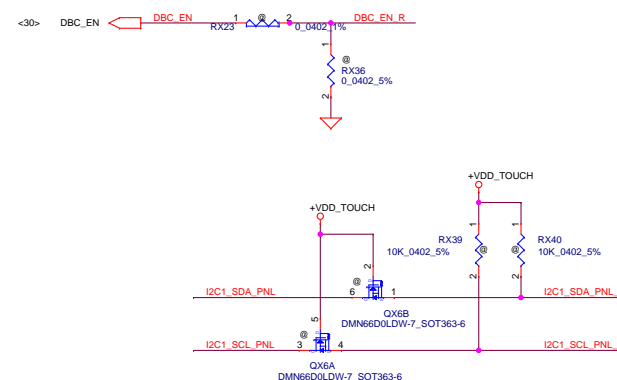 <30> DBC_EN DBC_EN 1 @ 2 DBC_EN_R
RX23 0_0402_1%
1
@
RX36
0_0402_5%
2
+VDD_TOUCH
+VDD_TOUCH
1 1
RX39 RX40
10K_0402_5% @ @ 10K_0402_5%
2 2
2
@
I2C1_SDA_PNL 6 1 I2C1_SDA_PNL_
QX6B
DMN66D0LDW-7_SOT363-6
5
@
I2C1_SCL_PNL 3 4 I2C1_SCL_PNL_
QX6A
DMN66D0LDW-7_SOT363-6